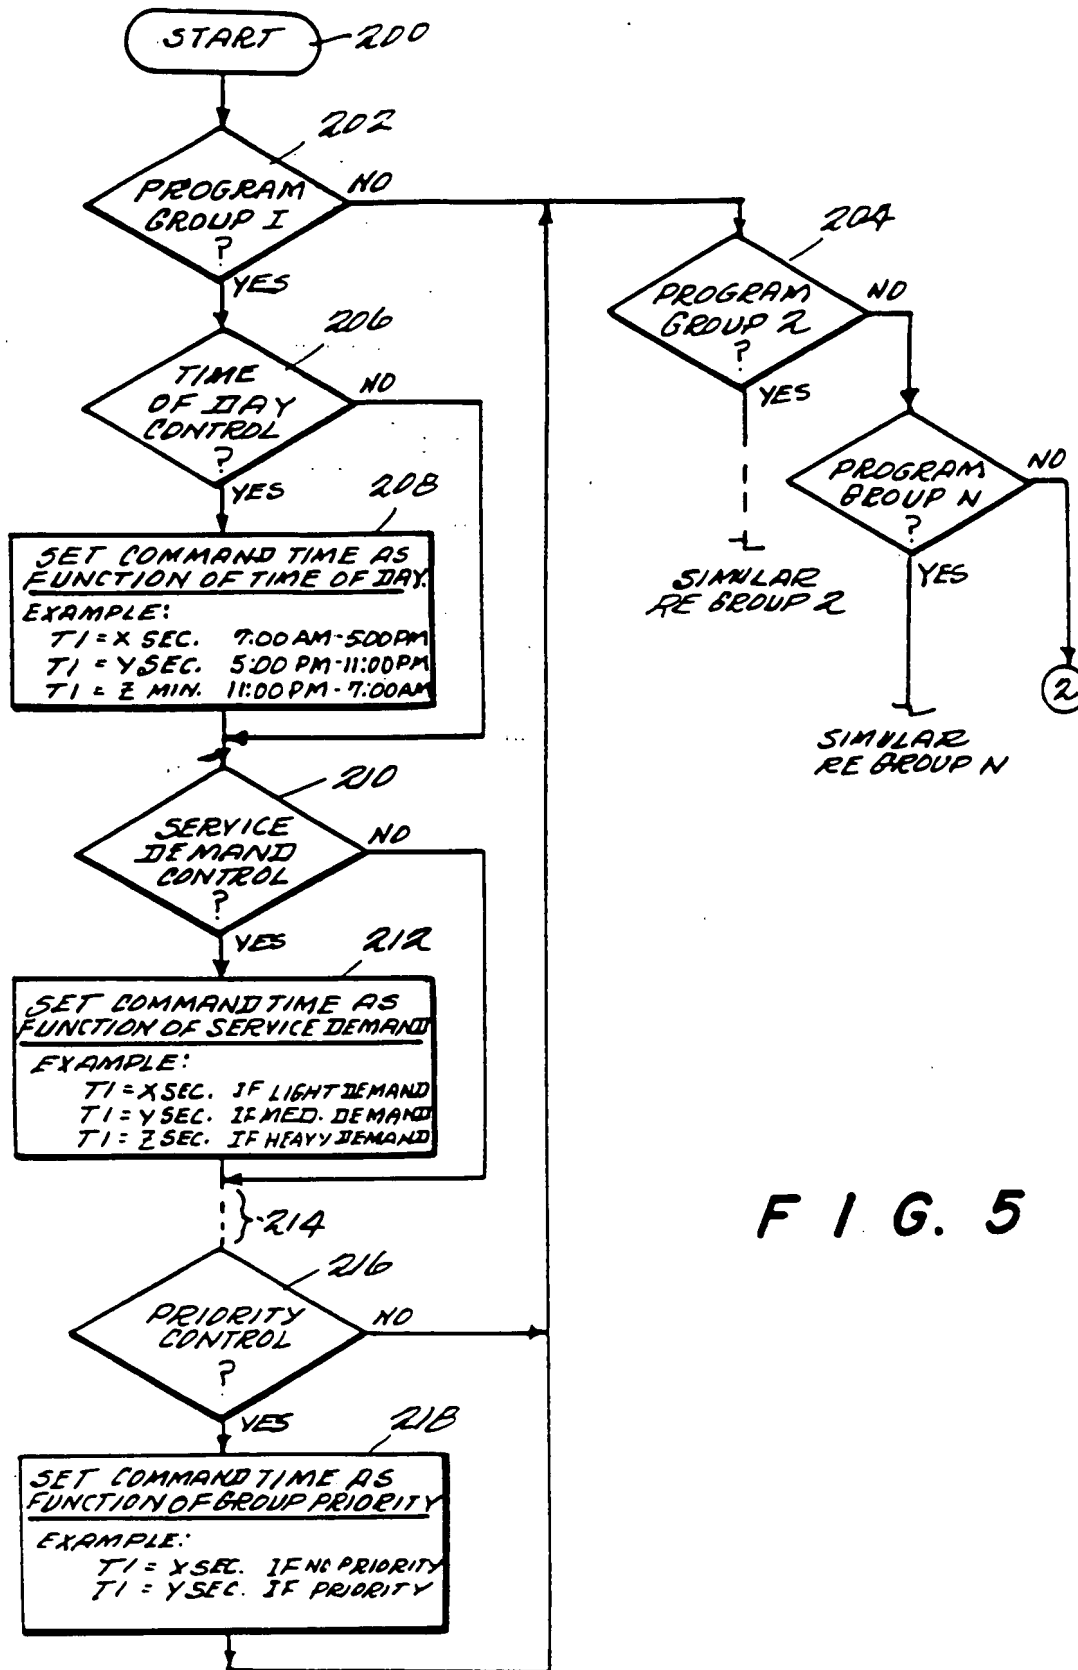 START
200
202
PROGRAM
GROUP 1
?
NO
YES
204
PROGRAM
GROUP 2
?
NO
YES
SIMULAR
RE GROUP 2
PROGRAM
GROUP N
?
NO
YES
SIMULAR
RE GROUP N
2
206
TIME
OF DAY
CONTROL
?
NO
YES
208
SET COMMAND TIME AS
FUNCTION OF TIME OF DAY.
EXAMPLE:
T1 = X SEC. 7:00 AM-5:00 PM
T1 = Y SEC. 5:00 PM-11:00 PM
T1 = Z MIN. 11:00 PM-7:00 AM
210
SERVICE
DEMAND
CONTROL
?
NO
YES
212
SET COMMAND TIME AS
FUNCTION OF SERVICE DEMAND
EXAMPLE:
T1 = X SEC. IF LIGHT DEMAND
T1 = Y SEC. IF MED. DEMAND
T1 = Z SEC. IF HEAVY DEMAND
214
216
PRIORITY
CONTROL
?
NO
YES
218
SET COMMAND TIME AS
FUNCTION OF GROUP PRIORITY
EXAMPLE:
T1 = X SEC. IF NO PRIORITY
T1 = Y SEC. IF PRIORITY
FIG. 5